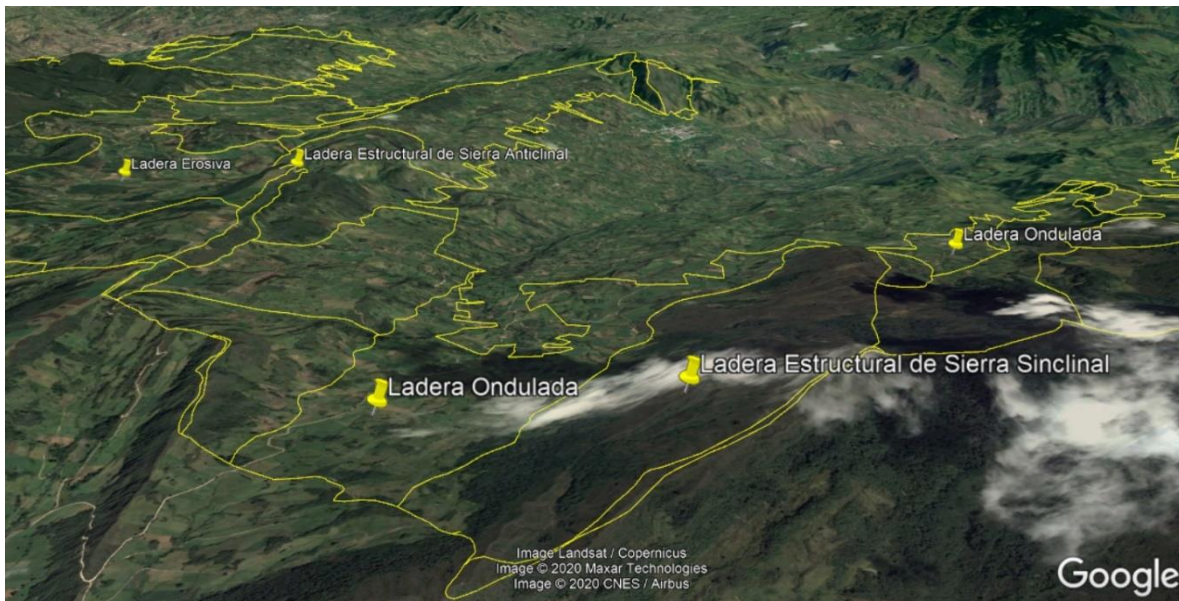 Ladera Erosiva
Ladera Estructural de Sierra Anticlinal
Ladera Ondulada
Ladera Ondulada
Ladera Estructural de Sierra Sinclinal
Image Landsat / Copernicus
Image © 2020 Maxar Technologies
Image © 2020 CNES / Airbus
Google